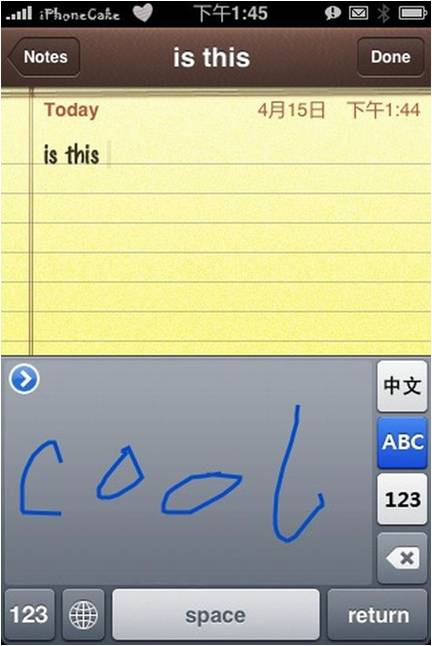 iPhoneCake 下午1:45
Notes is this Done
Today 4月15日 下午1:44
is this
中文
ABC
123
cool
123 space return